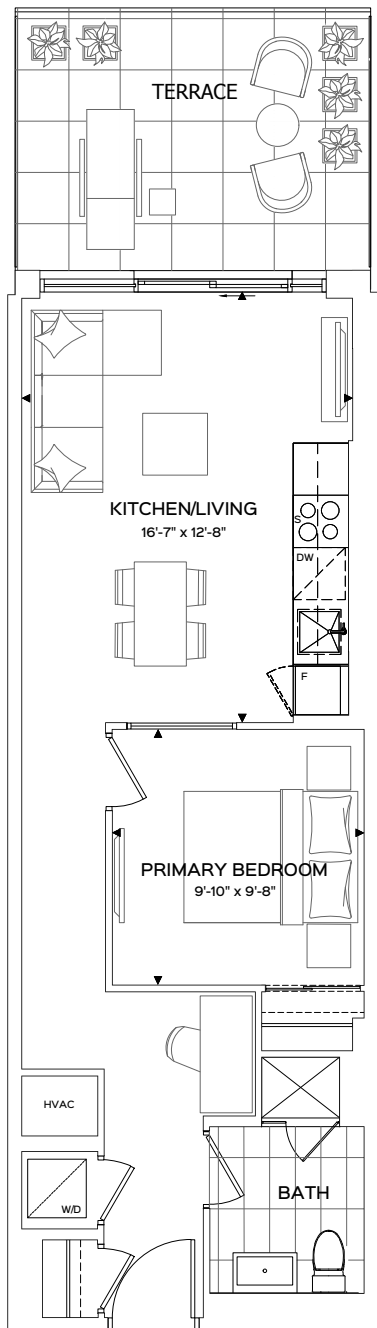 TERRACE
KITCHEN/LIVING
16'-7" x 12'-8"
S
DW
F
PRIMARY BEDROOM
9'-10" x 9'-8"
HVAC
W/D
BATH